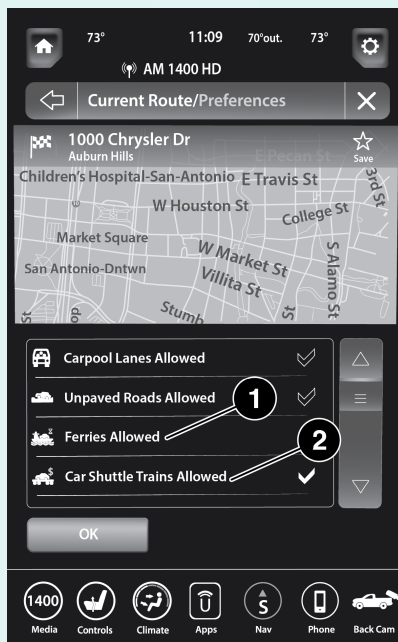 73°
11:09
70°out.
73°
AM 1400 HD
Current Route/Preferences
1000 Chrysler Dr
Auburn Hills
Save
E Pecan St
Children's Hospital-San-Antonio
E Travis St
3rd St
W Houston St
College St
Market Square
W Market St
S Alamo St
San Antonio-Dntwn
Villita St
Stumb
St
op
St
Carpool Lanes Allowed
Unpaved Roads Allowed
1
Ferries Allowed
2
Car Shuttle Trains Allowed
OK
1400
S
Media
Controls
Climate
Apps
Nav
Phone
Back Cam